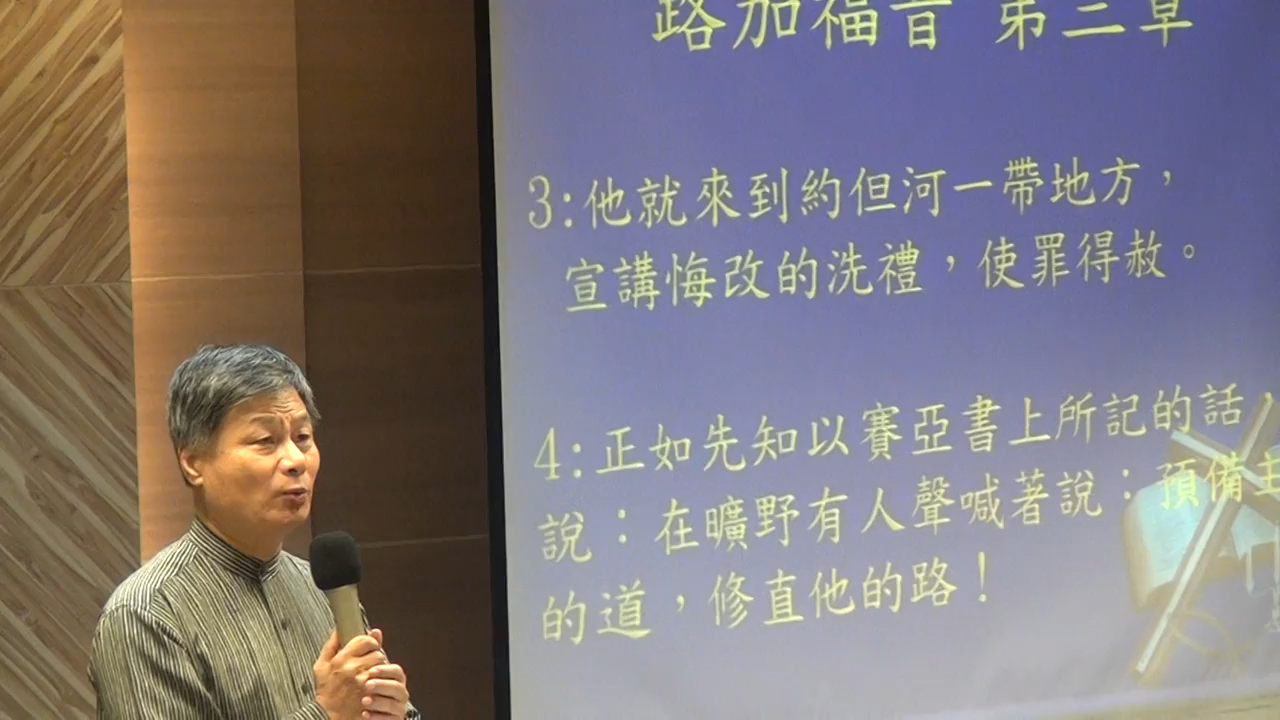 路加福音 第三章
3:他就來到約但河一帶地方，
宣講悔改的洗禮，使罪得赦。
4:正如先知以賽亞書上所記的話，
說：在曠野有人聲喊著說：預備主
的道，修直他的路！